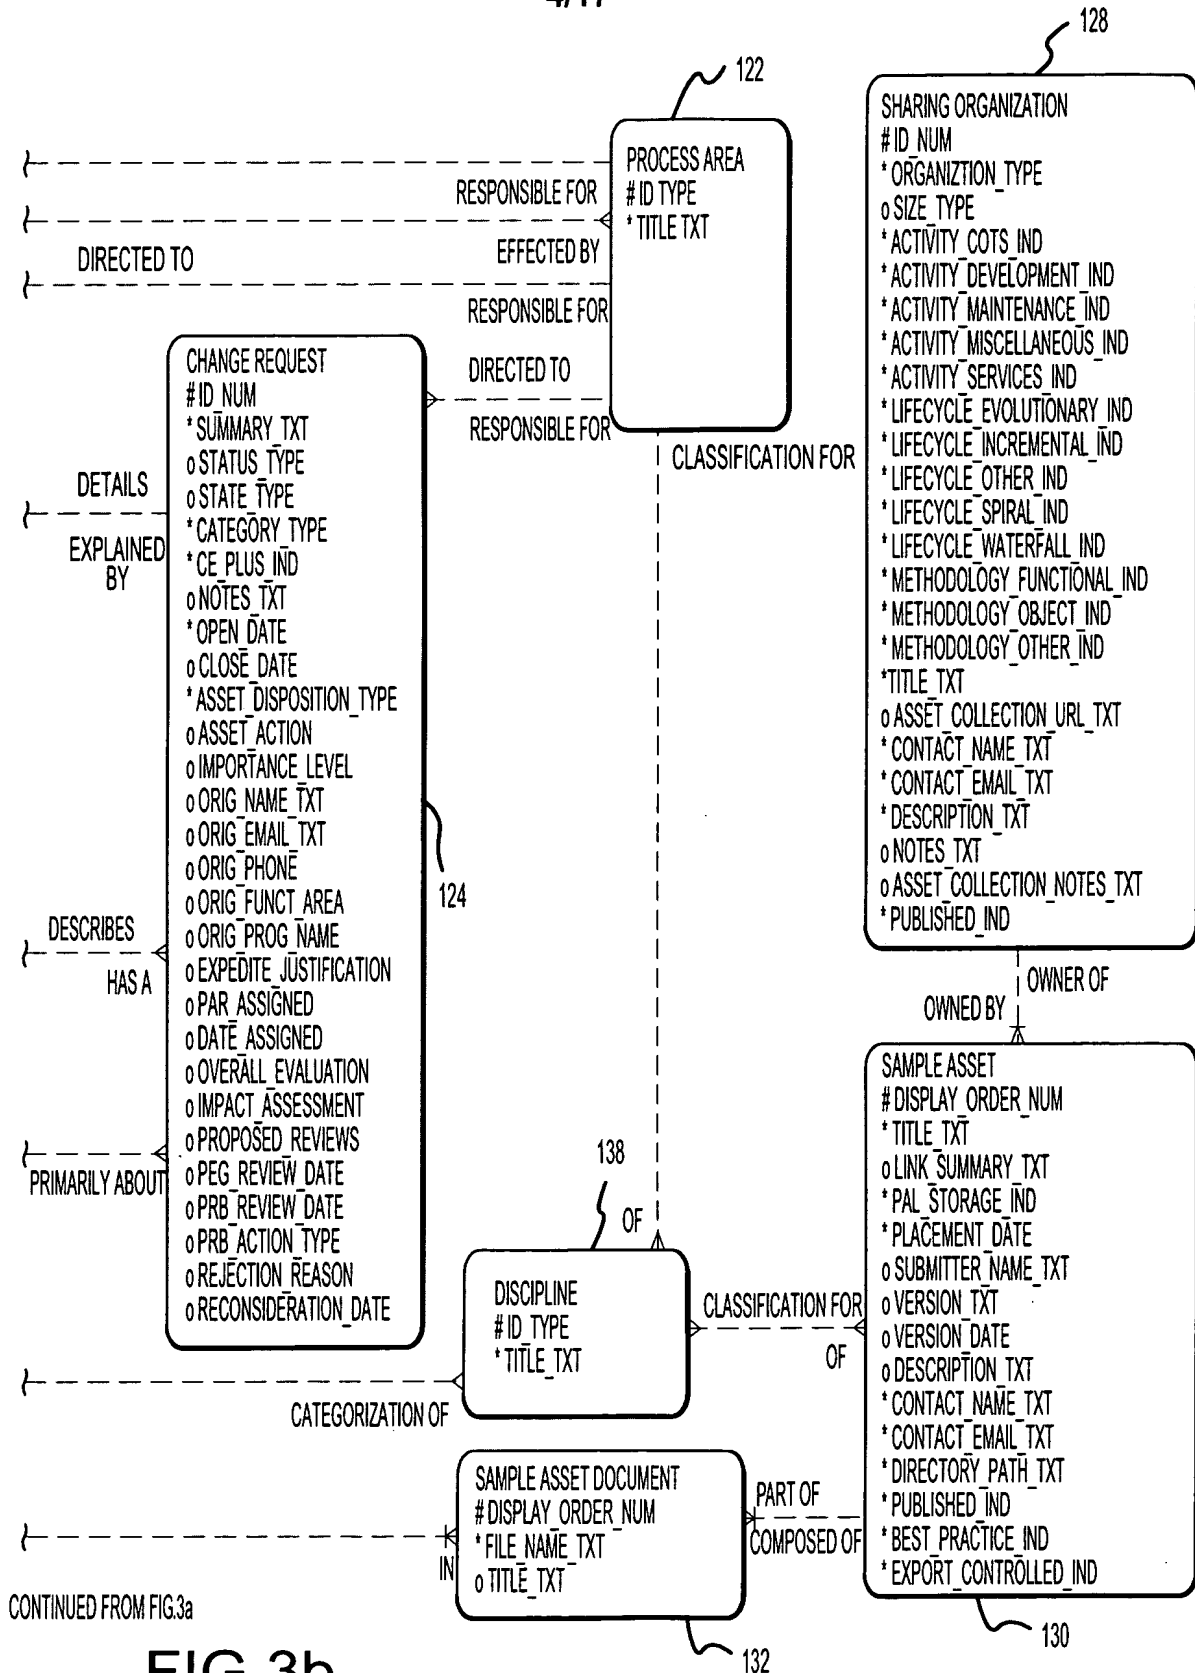 4/17
128
122
SHARING ORGANIZATION
# ID_NUM
* ORGANIZTION_TYPE
o SIZE_TYPE
* ACTIVITY_COTS_IND
* ACTIVITY_DEVELOPMENT_IND
* ACTIVITY_MAINTENANCE_IND
* ACTIVITY_MISCELLANEOUS_IND
* ACTIVITY_SERVICES_IND
* LIFECYCLE_EVOLUTIONARY_IND
* LIFECYCLE_INCREMENTAL_IND
* LIFECYCLE_OTHER_IND
* LIFECYCLE_SPIRAL_IND
* LIFECYCLE_WATERFALL_IND
* METHODOLOGY_FUNCTIONAL_IND
* METHODOLOGY_OBJECT_IND
* METHODOLOGY_OTHER_IND
*TITLE_TXT
o ASSET_COLLECTION_URL_TXT
* CONTACT_NAME_TXT
* CONTACT_EMAIL_TXT
* DESCRIPTION_TXT
o NOTES_TXT
o ASSET_COLLECTION_NOTES_TXT
* PUBLISHED_IND
PROCESS AREA
# ID TYPE
* TITLE TXT
RESPONSIBLE FOR
DIRECTED TO
EFFECTED BY
RESPONSIBLE FOR
DIRECTED TO
RESPONSIBLE FOR
CLASSIFICATION FOR
CHANGE REQUEST
# ID_NUM
* SUMMARY_TXT
o STATUS_TYPE
o STATE_TYPE
* CATEGORY_TYPE
* CE_PLUS_IND
o NOTES_TXT
* OPEN_DATE
o CLOSE_DATE
* ASSET_DISPOSITION_TYPE
o ASSET_ACTION
o IMPORTANCE_LEVEL
o ORIG_NAME_TXT
o ORIG_EMAIL_TXT
o ORIG_PHONE
o ORIG_FUNCT_AREA
o ORIG_PROG_NAME
o EXPEDITE_JUSTIFICATION
o PAR_ASSIGNED
o DATE_ASSIGNED
o OVERALL_EVALUATION
o IMPACT_ASSESSMENT
o PROPOSED_REVIEWS
o PEG_REVIEW_DATE
o PRB_REVIEW_DATE
o PRB_ACTION_TYPE
o REJECTION_REASON
o RECONSIDERATION_DATE
124
DETAILS
EXPLAINED
BY
DESCRIBES
HAS A
PRIMARILY ABOUT
OWNER OF
OWNED BY
SAMPLE ASSET
# DISPLAY_ORDER_NUM
* TITLE_TXT
o LINK_SUMMARY_TXT
* PAL_STORAGE_IND
* PLACEMENT_DATE
o SUBMITTER_NAME_TXT
o VERSION_TXT
o VERSION_DATE
o DESCRIPTION_TXT
* CONTACT_NAME_TXT
* CONTACT_EMAIL_TXT
* DIRECTORY_PATH_TXT
* PUBLISHED_IND
* BEST_PRACTICE_IND
* EXPORT_CONTROLLED_IND
130
138
OF
DISCIPLINE
# ID_TYPE
* TITLE_TXT
CLASSIFICATION FOR
OF
CATEGORIZATION OF
SAMPLE ASSET DOCUMENT
# DISPLAY_ORDER_NUM
* FILE_NAME_TXT
o TITLE_TXT
PART OF
COMPOSED OF
IN
132
CONTINUED FROM FIG.3a
FIG.3b